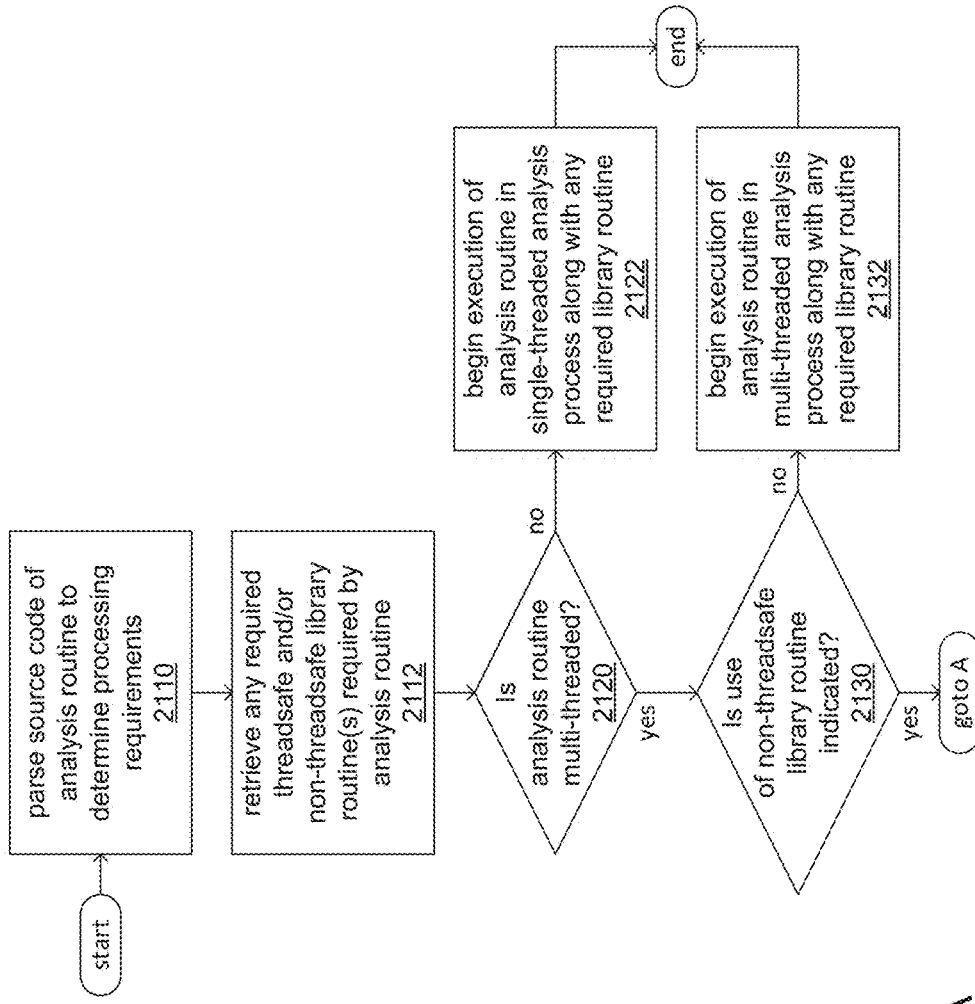 start
parse source code of
analysis routine to
determine processing
requirements
2110
retrieve any required
threadsafe and/or
non-threadsafe library
routine(s) required by
analysis routine
2112
Is
analysis routine
multi-threaded?
2120
no
yes
begin execution of
analysis routine in
single-threaded analysis
process along with any
required library routine
2122
Is use
of non-threadsafe
library routine
indicated?
2130
no
yes
begin execution of
analysis routine in
multi-threaded analysis
process along with any
required library routine
2132
end
goto A